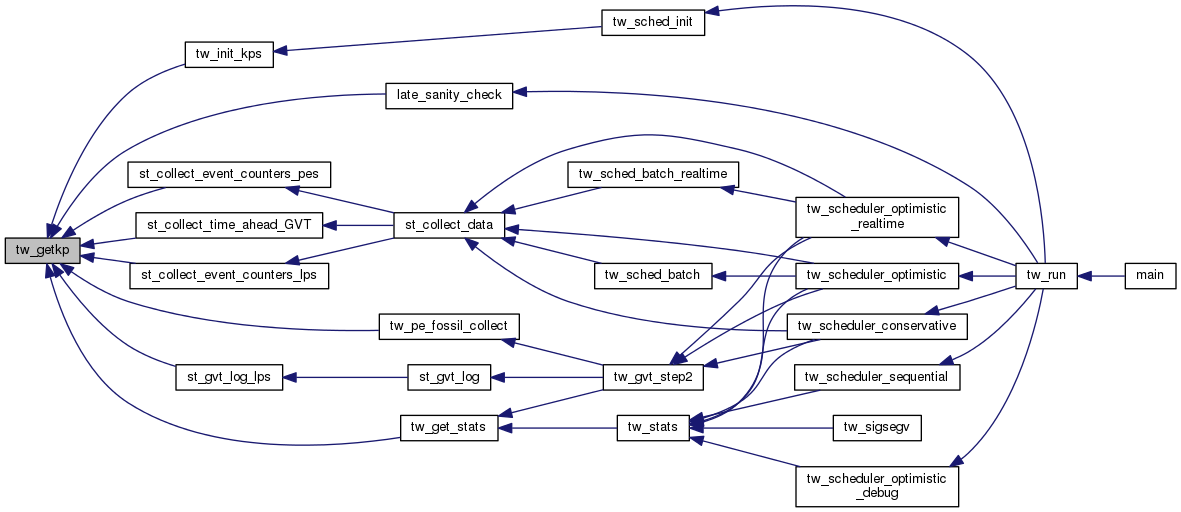 tw_sched_init
tw_init_kps
late_sanity_check
st_collect_event_counters_pes
tw_sched_batch_realtime
tw_scheduler_optimistic
_realtime
st_collect_time_ahead_GVT
st_collect_data
tw_getkp
st_collect_event_counters_lps
tw_sched_batch
tw_scheduler_optimistic
tw_run
main
tw_pe_fossil_collect
tw_scheduler_conservative
st_gvt_log_lps
st_gvt_log
tw_gvt_step2
tw_scheduler_sequential
tw_get_stats
tw_stats
tw_sigsegv
tw_scheduler_optimistic
_debug